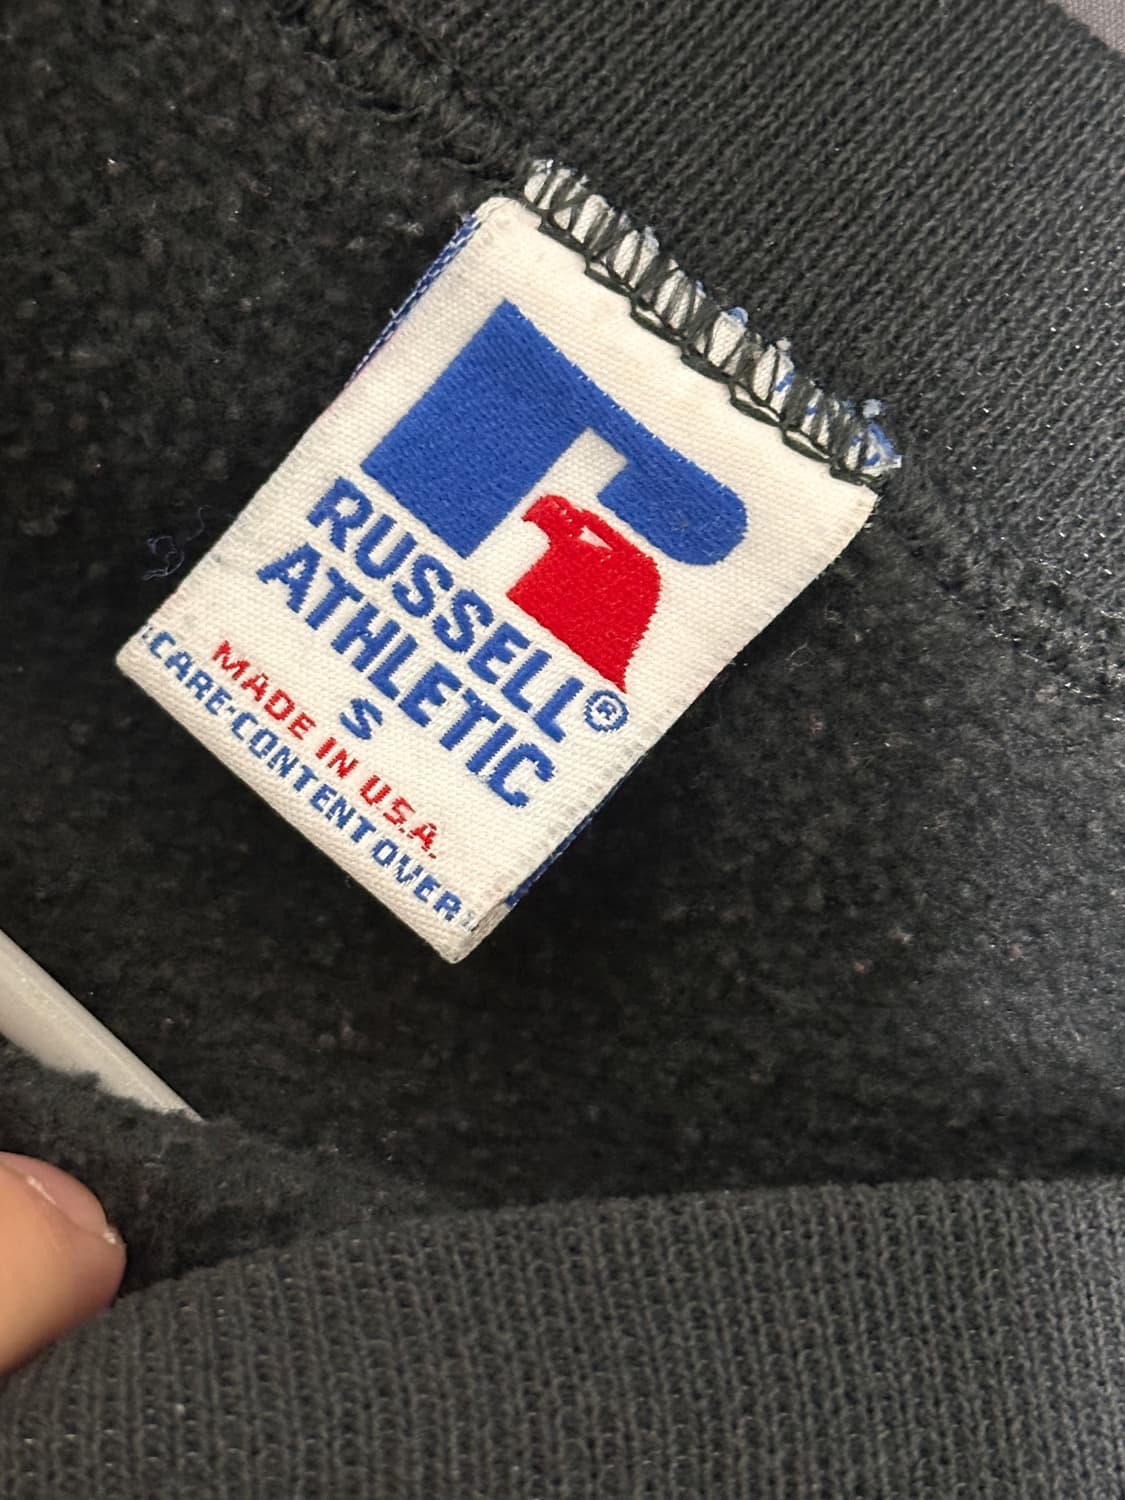 RUSSELL®
ATHLETIC
S
MADE IN U.S.A.
"CARE-CONTENT OVER"